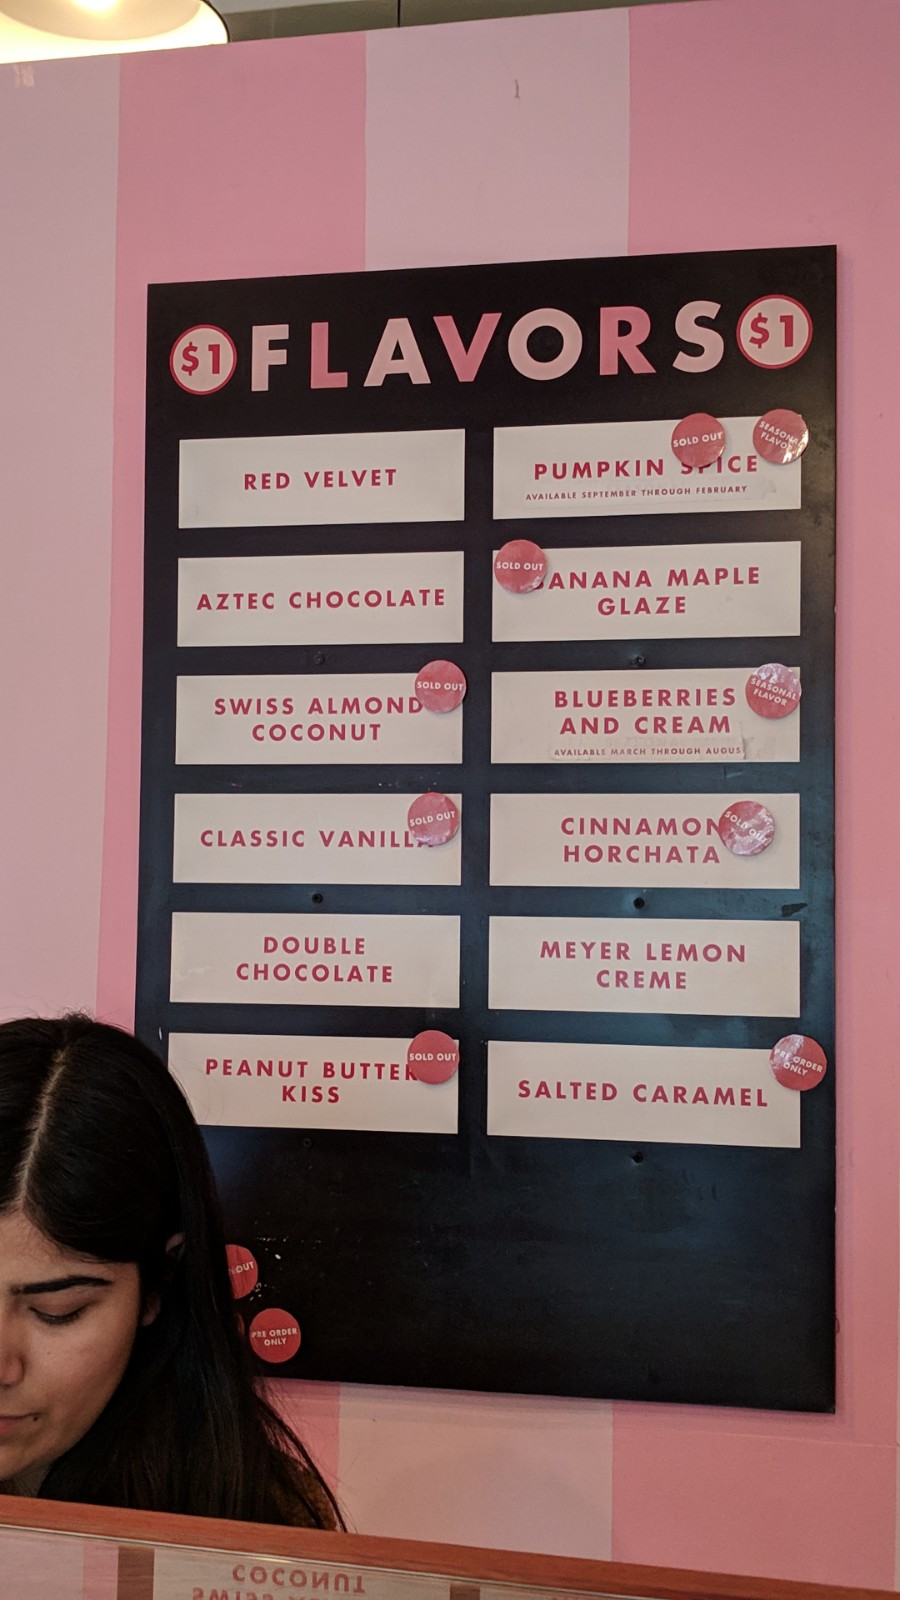 $1 FLAVORS $1
RED VELVET
AZTEC CHOCOLATE
SWISS ALMOND
COCONUT
SOLD OUT
CLASSIC VANILLA
SOLD OUT
DOUBLE
CHOCOLATE
PEANUT BUTTER
KISS
SOLD OUT
SOLD OUT
SEASONAL
FLAVOR
PUMPKIN SPICE
AVAILABLE SEPTEMBER THROUGH FEBRUARY
SOLD OUT
BANANA MAPLE
GLAZE
BLUEBERRIES
AND CREAM
AVAILABLE MARCH THROUGH AUGUS
SEASONAL
FLAVOR
CINNAMON
HORCHATA
SOLD OUT
MEYER LEMON
CREME
SALTED CARAMEL
PRE ORDER
ONLY
OUT
PRE ORDER
ONLY
COCONUT